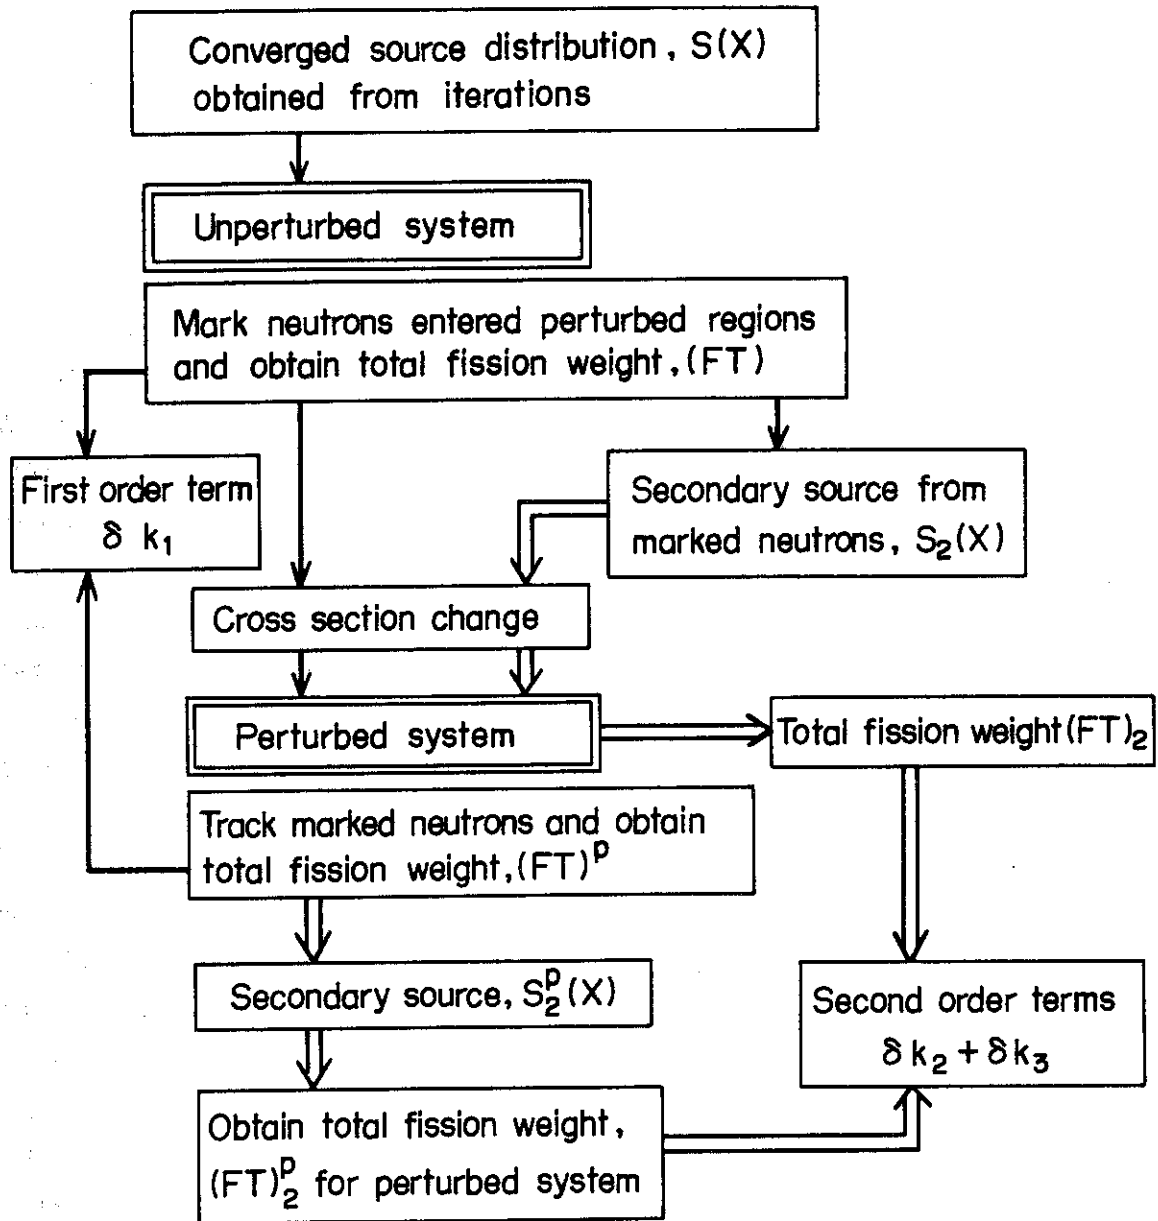 Converged source distribution, S(X)
obtained from iterations
Unperturbed system
Mark neutrons entered perturbed regions
and obtain total fission weight, (FT)
First order term
δ k₁
Secondary source from
marked neutrons, S₂(X)
Cross section change
Perturbed system
Total fission weight (FT)₂
Track marked neutrons and obtain
total fission weight, (FT)ᵖ
Secondary source, S₂ᵖ(X)
Second order terms
δ k₂ + δ k₃
Obtain total fission weight,
(FT)₂ᵖ for perturbed system